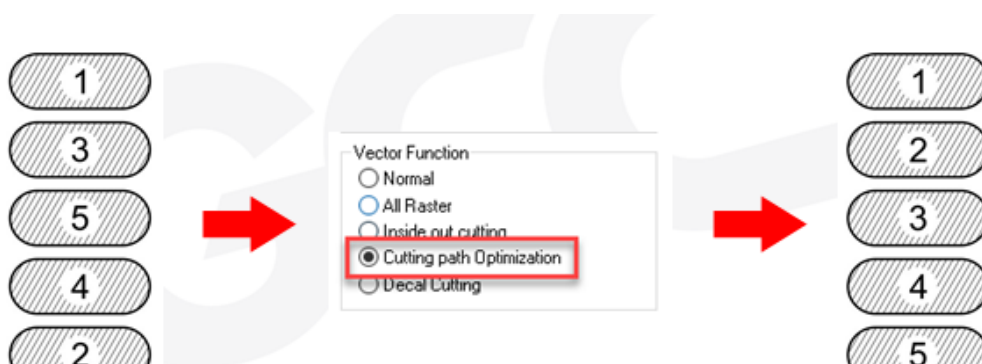 1
3
5
4
2
Vector Function
Normal
All Raster
Inside out cutting
Cutting path Optimization
Decal Cutting
1
2
3
4
5
GCC